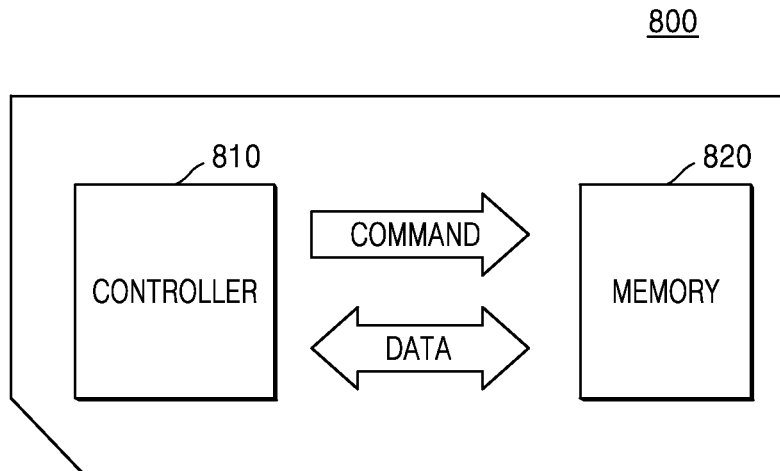 800
810
820
COMMAND
CONTROLLER
MEMORY
DATA